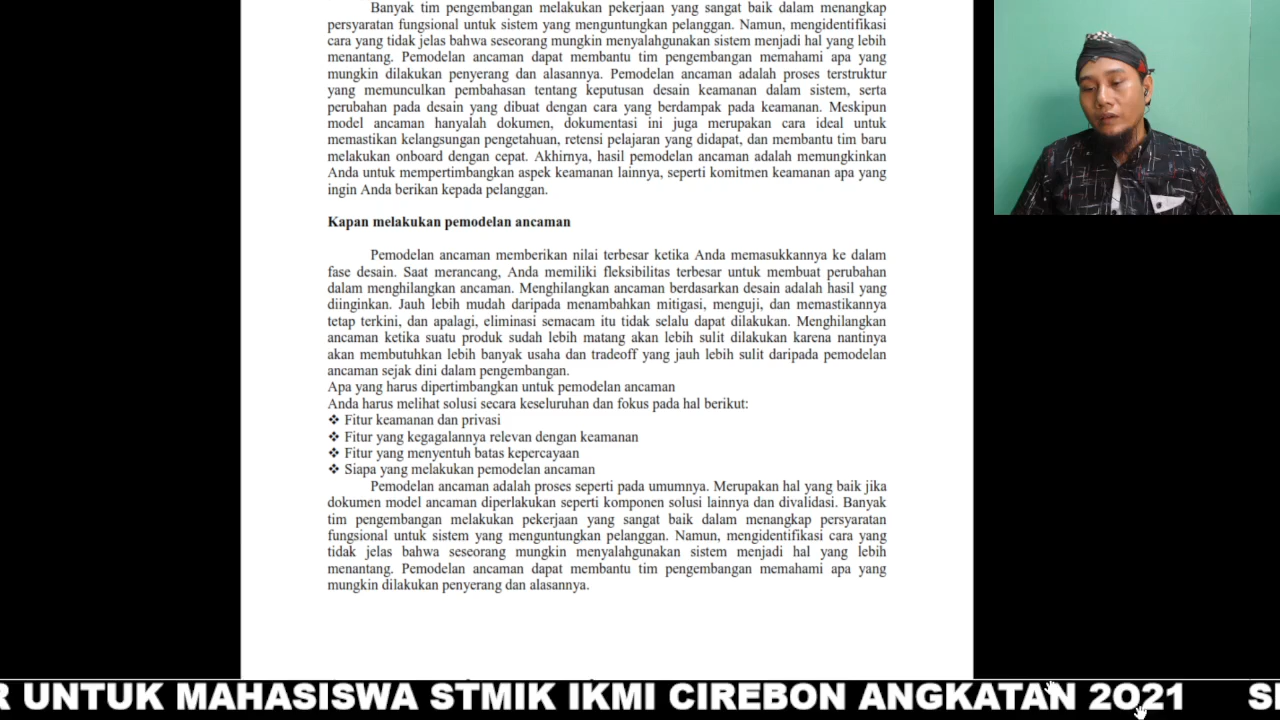 Banyak tim pengembangan melakukan pekerjaan yang sangat baik dalam menangkap
persyaratan fungsional untuk sistem yang menguntungkan pelanggan. Namun, mengidentifikasi
cara yang tidak jelas bahwa seseorang mungkin menyalahgunakan sistem menjadi hal yang lebih
menantang. Pemodelan ancaman dapat membantu tim pengembangan memahami apa yang
mungkin dilakukan penyerang dan alasannya. Pemodelan ancaman adalah proses terstruktur
yang memunculkan pembahasan tentang keputusan desain keamanan dalam sistem, serta
perubahan pada desain yang dibuat dengan cara yang berdampak pada keamanan. Meskipun
model ancaman hanyalah dokumen, dokumentasi ini juga merupakan cara ideal untuk
memastikan kelangsungan pengetahuan, retensi pelajaran yang didapat, dan membantu tim baru
melakukan onboard dengan cepat. Akhirnya, hasil pemodelan ancaman adalah memungkinkan
Anda untuk mempertimbangkan aspek keamanan lainnya, seperti komitmen keamanan apa yang
ingin Anda berikan kepada pelanggan.
Kapan melakukan pemodelan ancaman
Pemodelan ancaman memberikan nilai terbesar ketika Anda memasukkannya ke dalam
fase desain. Saat merancang, Anda memiliki fleksibilitas terbesar untuk membuat perubahan
dalam menghilangkan ancaman. Menghilangkan ancaman berdasarkan desain adalah hasil yang
diinginkan. Jauh lebih mudah daripada menambahkan mitigasi, menguji, dan memastikannya
tetap terkini, dan apalagi, eliminasi semacam itu tidak selalu dapat dilakukan. Menghilangkan
ancaman ketika suatu produk sudah lebih matang akan lebih sulit dilakukan karena nantinya
akan membutuhkan lebih banyak usaha dan tradeoff yang jauh lebih sulit daripada pemodelan
ancaman sejak dini dalam pengembangan.
Apa yang harus dipertimbangkan untuk pemodelan ancaman
Anda harus melihat solusi secara keseluruhan dan fokus pada hal berikut:
❖ Fitur keamanan dan privasi
❖ Fitur yang kegagalannya relevan dengan keamanan
❖ Fitur yang menyentuh batas kepercayaan
❖ Siapa yang melakukan pemodelan ancaman
Pemodelan ancaman adalah proses seperti pada umumnya. Merupakan hal yang baik jika
dokumen model ancaman diperlakukan seperti komponen solusi lainnya dan divalidasi. Banyak
tim pengembangan melakukan pekerjaan yang sangat baik dalam menangkap persyaratan
fungsional untuk sistem yang menguntungkan pelanggan. Namun, mengidentifikasi cara yang
tidak jelas bahwa seseorang mungkin menyalahgunakan sistem menjadi hal yang lebih
menantang. Pemodelan ancaman dapat membantu tim pengembangan memahami apa yang
mungkin dilakukan penyerang dan alasannya.
R UNTUK MAHASISWA STMIK IKMI CIREBON ANGKATAN 2021 SE